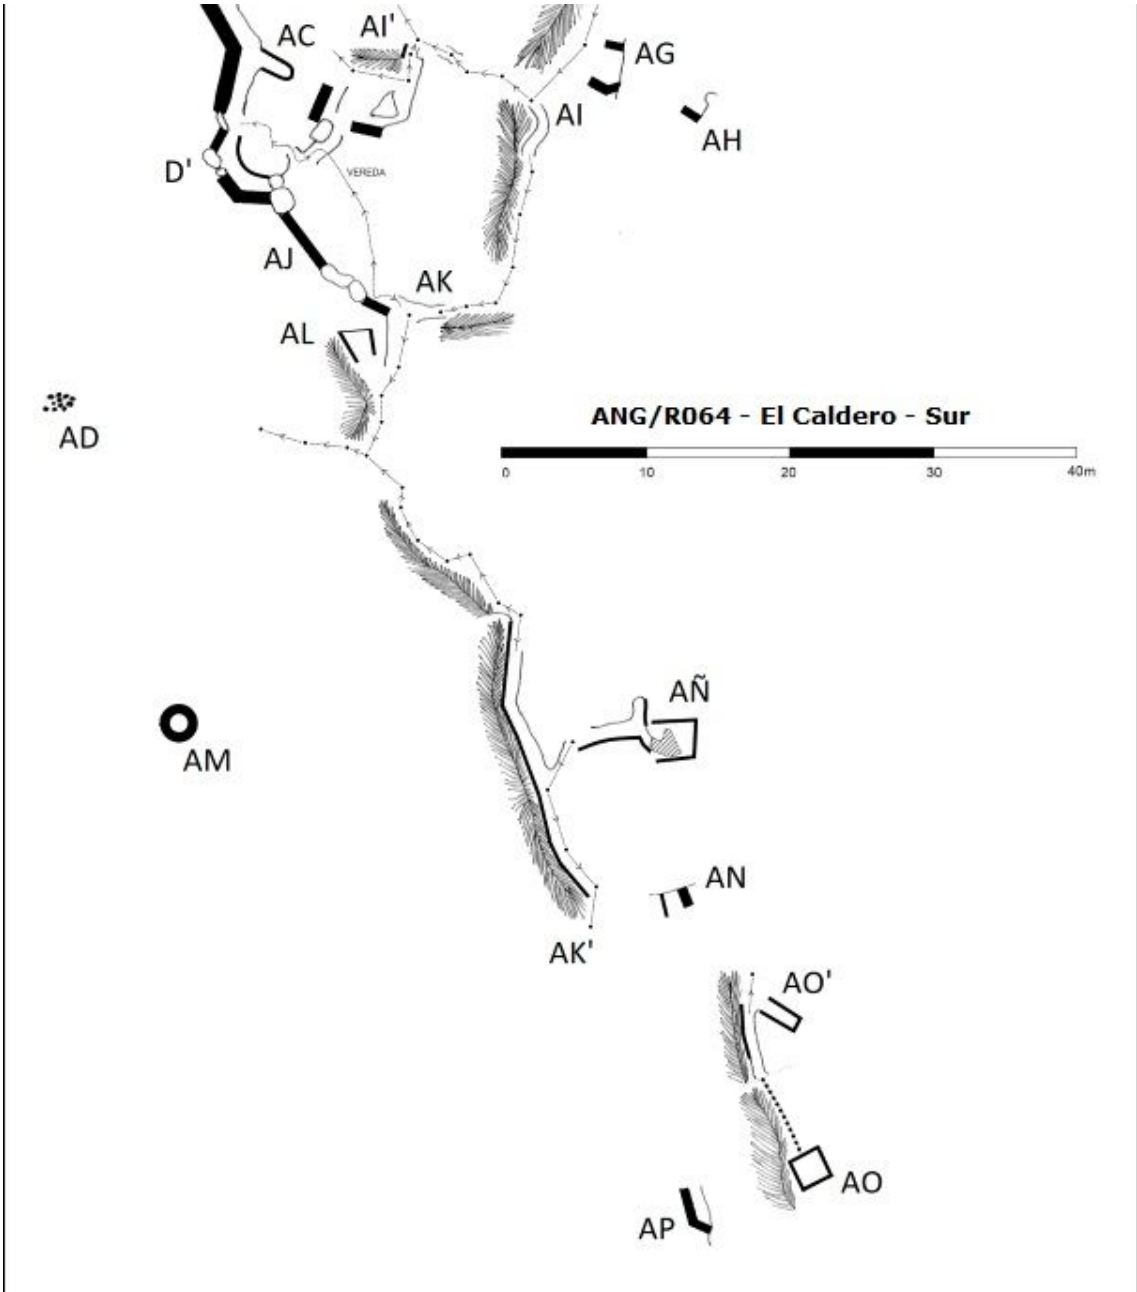 AC
AI'
AG
AI
AH
D'
VEREDA
AJ
AK
AL
AD
ANG/R064 - El Caldero - Sur
0 10 20 30 40m
AÑ
AM
AN
AK'
AO'
AO
AP